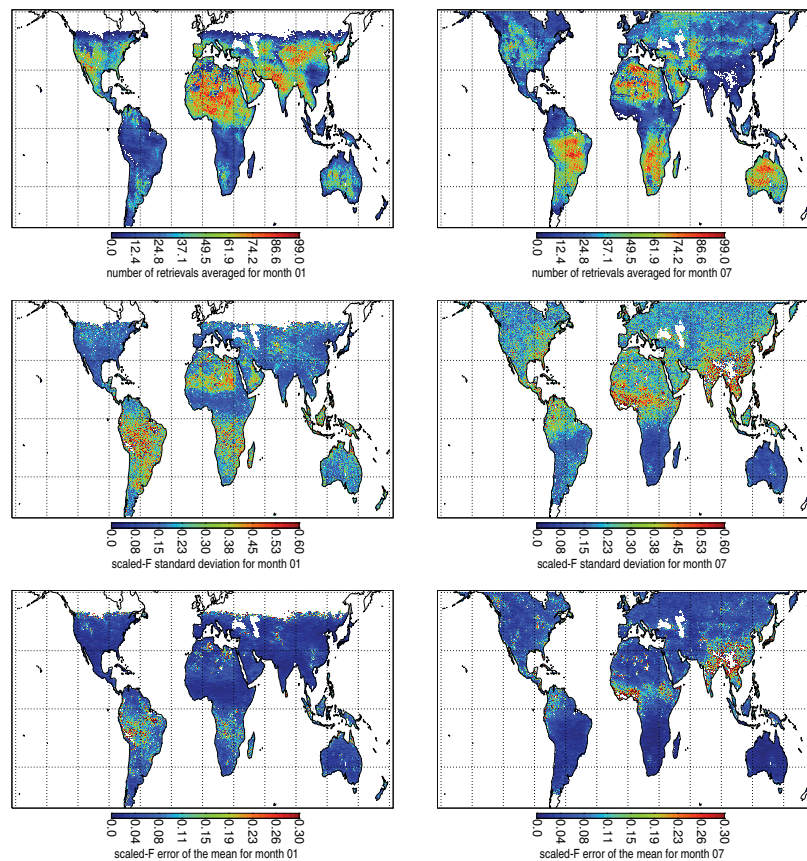 0.0 12.4 24.8 37.1 49.5 61.9 74.2 86.6 99.0
number of retrievals averaged for month 01
0.0 12.4 24.8 37.1 49.5 61.9 74.2 86.6 99.0
number of retrievals averaged for month 07
0.0 0.08 0.15 0.23 0.30 0.38 0.45 0.53 0.60
scaled-F standard deviation for month 01
0.0 0.08 0.15 0.23 0.30 0.38 0.45 0.53 0.60
scaled-F standard deviation for month 07
0.0 0.04 0.08 0.11 0.15 0.19 0.23 0.26 0.30
scaled-F error of the mean for month 01
0.0 0.04 0.08 0.11 0.15 0.19 0.23 0.26 0.30
scaled-F error of the mean for month 07